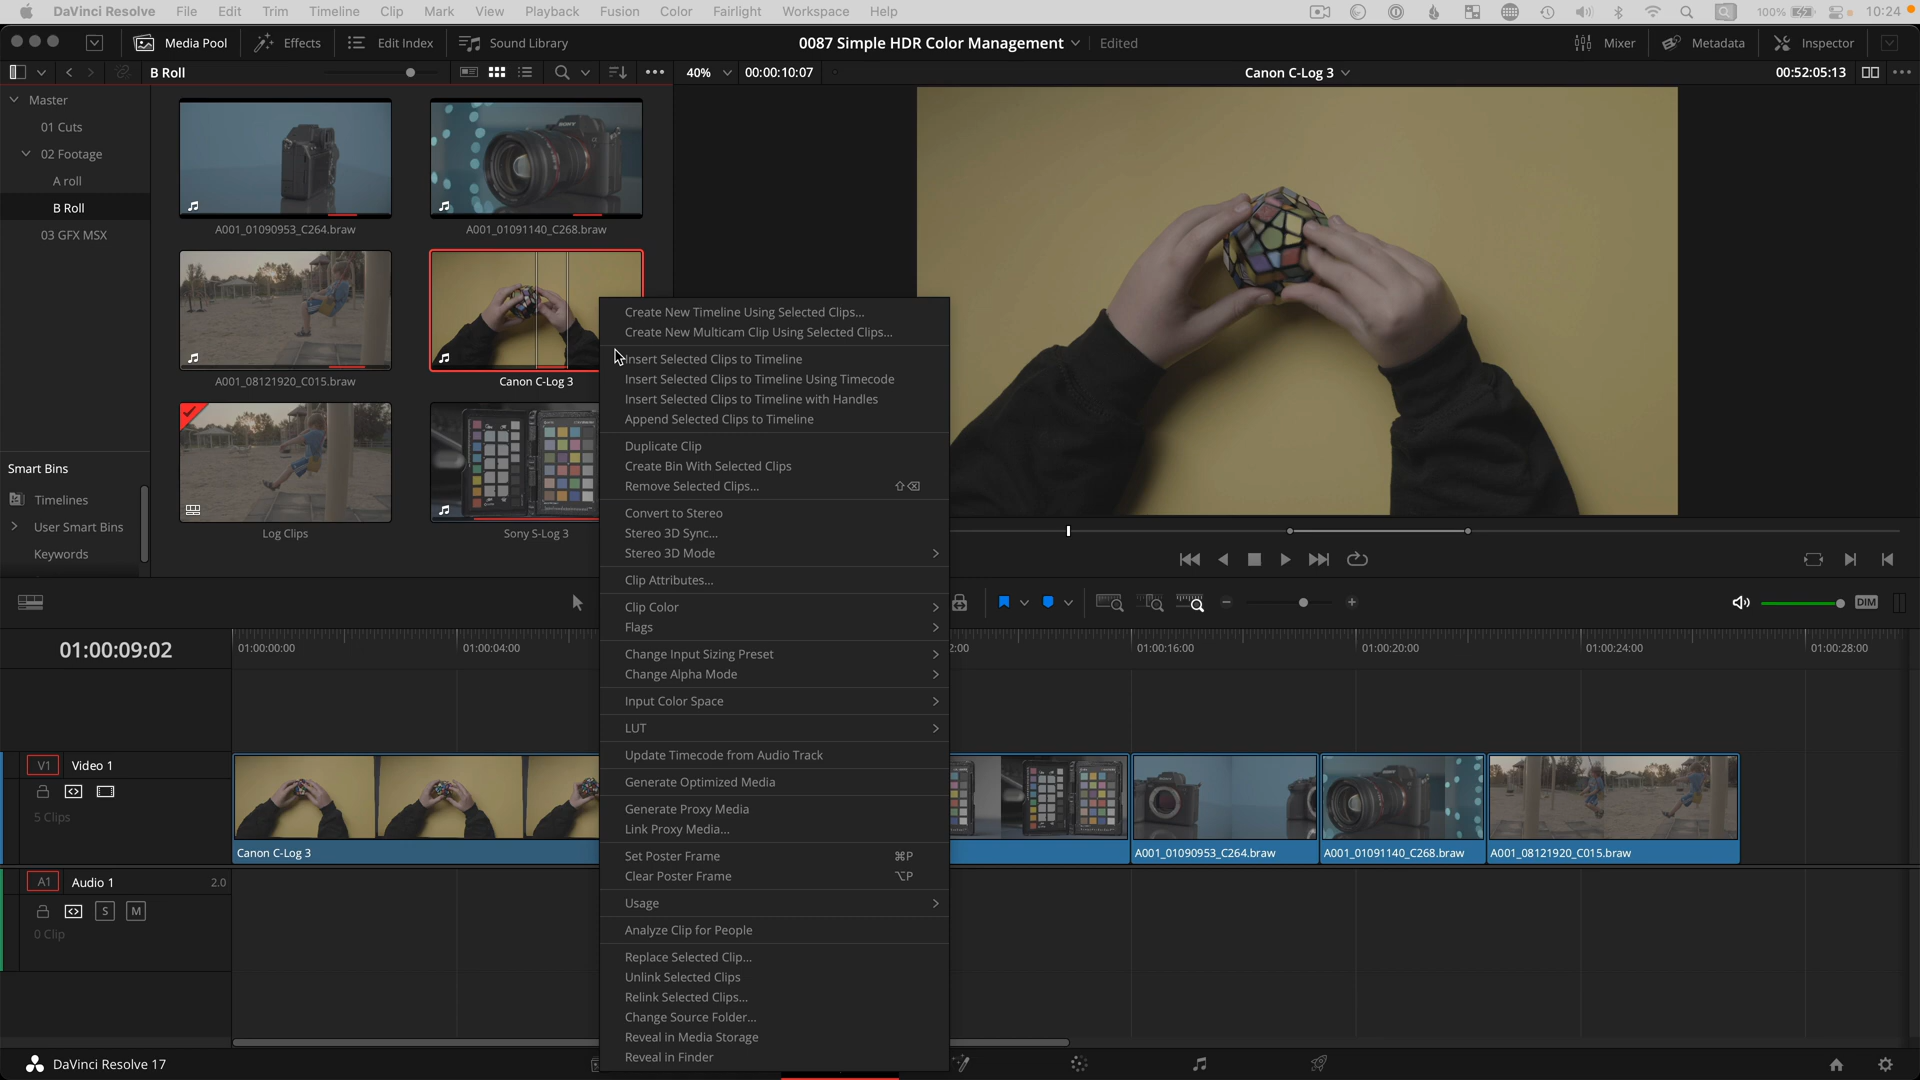 DaVinci Resolve File Edit Trim Timeline Clip Mark View Playback Fusion Color Fairlight Workspace Help 100% 10:24
Media Pool Effects Edit Index Sound Library 0087 Simple HDR Color Management Edited Mixer Metadata Inspector
B Roll 40% 00:00:10:07 Canon C-Log 3 00:52:05:13
Master
01 Cuts
02 Footage
A roll
B Roll
03 GFX MSX
A001_01090953_C264.braw A001_01091140_C268.braw
SONY
A001_08121920_C015.braw Canon C-Log 3
Log Clips Sony S-Log 3
Smart Bins
Timelines
User Smart Bins
Keywords
Create New Timeline Using Selected Clips...
Create New Multicam Clip Using Selected Clips...
Insert Selected Clips to Timeline
Insert Selected Clips to Timeline Using Timecode
Insert Selected Clips to Timeline with Handles
Append Selected Clips to Timeline
Duplicate Clip
Create Bin With Selected Clips
Remove Selected Clips... ⇧⌫
Convert to Stereo
Stereo 3D Sync...
Stereo 3D Mode
Clip Attributes...
Clip Color
Flags
Change Input Sizing Preset
Change Alpha Mode
Input Color Space
LUT
Update Timecode from Audio Track
Generate Optimized Media
Generate Proxy Media
Link Proxy Media...
Set Poster Frame ⌘P
Clear Poster Frame ⌥P
Usage
Analyze Clip for People
Replace Selected Clip...
Unlink Selected Clips
Relink Selected Clips...
Change Source Folder...
Reveal in Media Storage
Reveal in Finder
DIM
01:00:09:02 01:00:00:00 01:00:04:00 2:00 01:00:16:00 01:00:20:00 01:00:24:00 01:00:28:00
V1 Video 1
5 Clips
Canon C-Log 3 A001_01090953_C264.braw A001_01091140_C268.braw A001_08121920_C015.braw
A1 Audio 1 2.0
S M
0 Clip
DaVinci Resolve 17